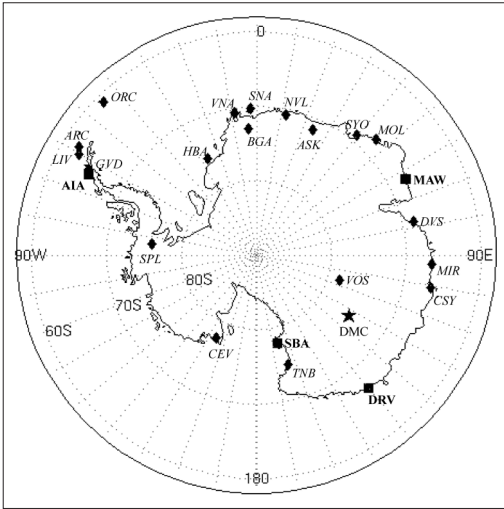 0
ORC
VNA
SNA
NVL
SYO
MOL
ARC
LIV
GVD
HBA
BGA
ASK
AIA
MAW
DVS
SPL
90W
90E
80S
VOS
MIR
CSY
70S
60S
DMC
CEV
SBA
TNB
DRV
180